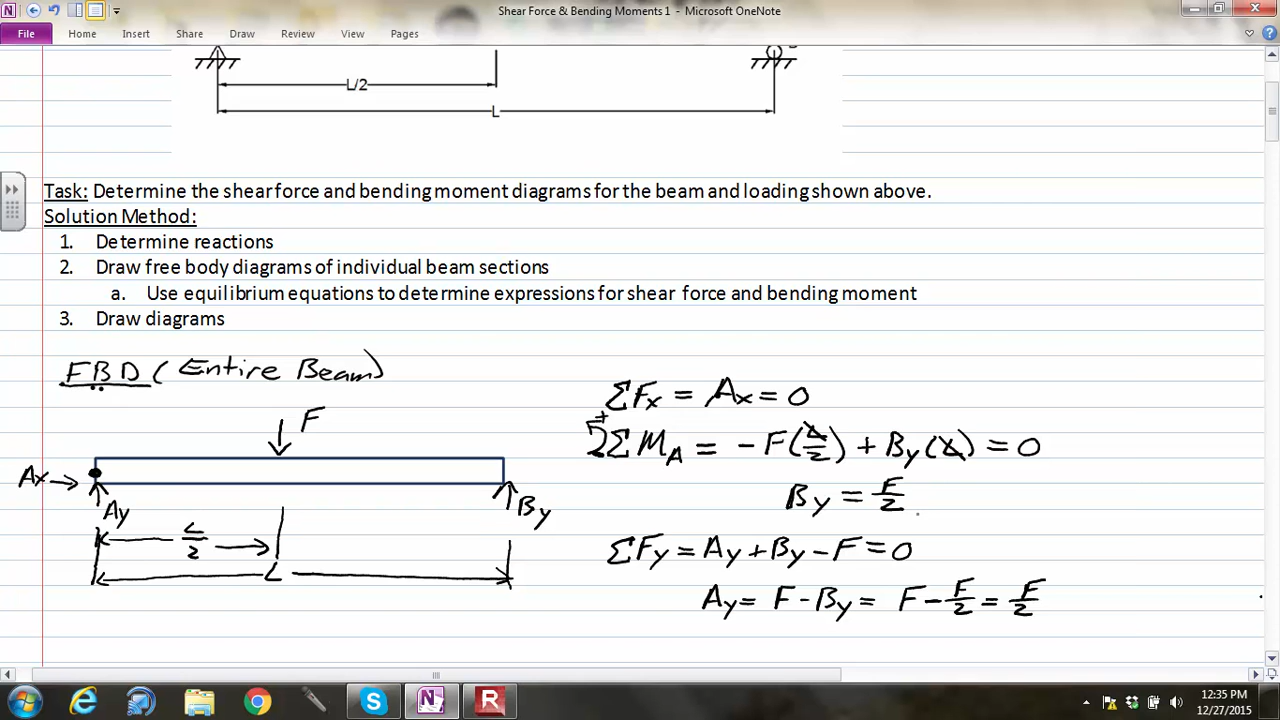 Shear Force & Bending Moments 1 - Microsoft OneNote
File Home Insert Share Draw Review View Pages
L/2
L
Task: Determine the shear force and bending moment diagrams for the beam and loading shown above.
Solution Method:
1. Determine reactions
2. Draw free body diagrams of individual beam sections
a. Use equilibrium equations to determine expressions for shear force and bending moment
3. Draw diagrams
FBD (Entire Beam)
F
Ax
Ay
By
L/2
L
ΣFx = Ax = 0
+ ΣMA = -F(L/2) + By(L) = 0
By = F/2
ΣFy = Ay + By - F = 0
Ay = F - By = F - F/2 = F/2
12:35 PM
12/27/2015